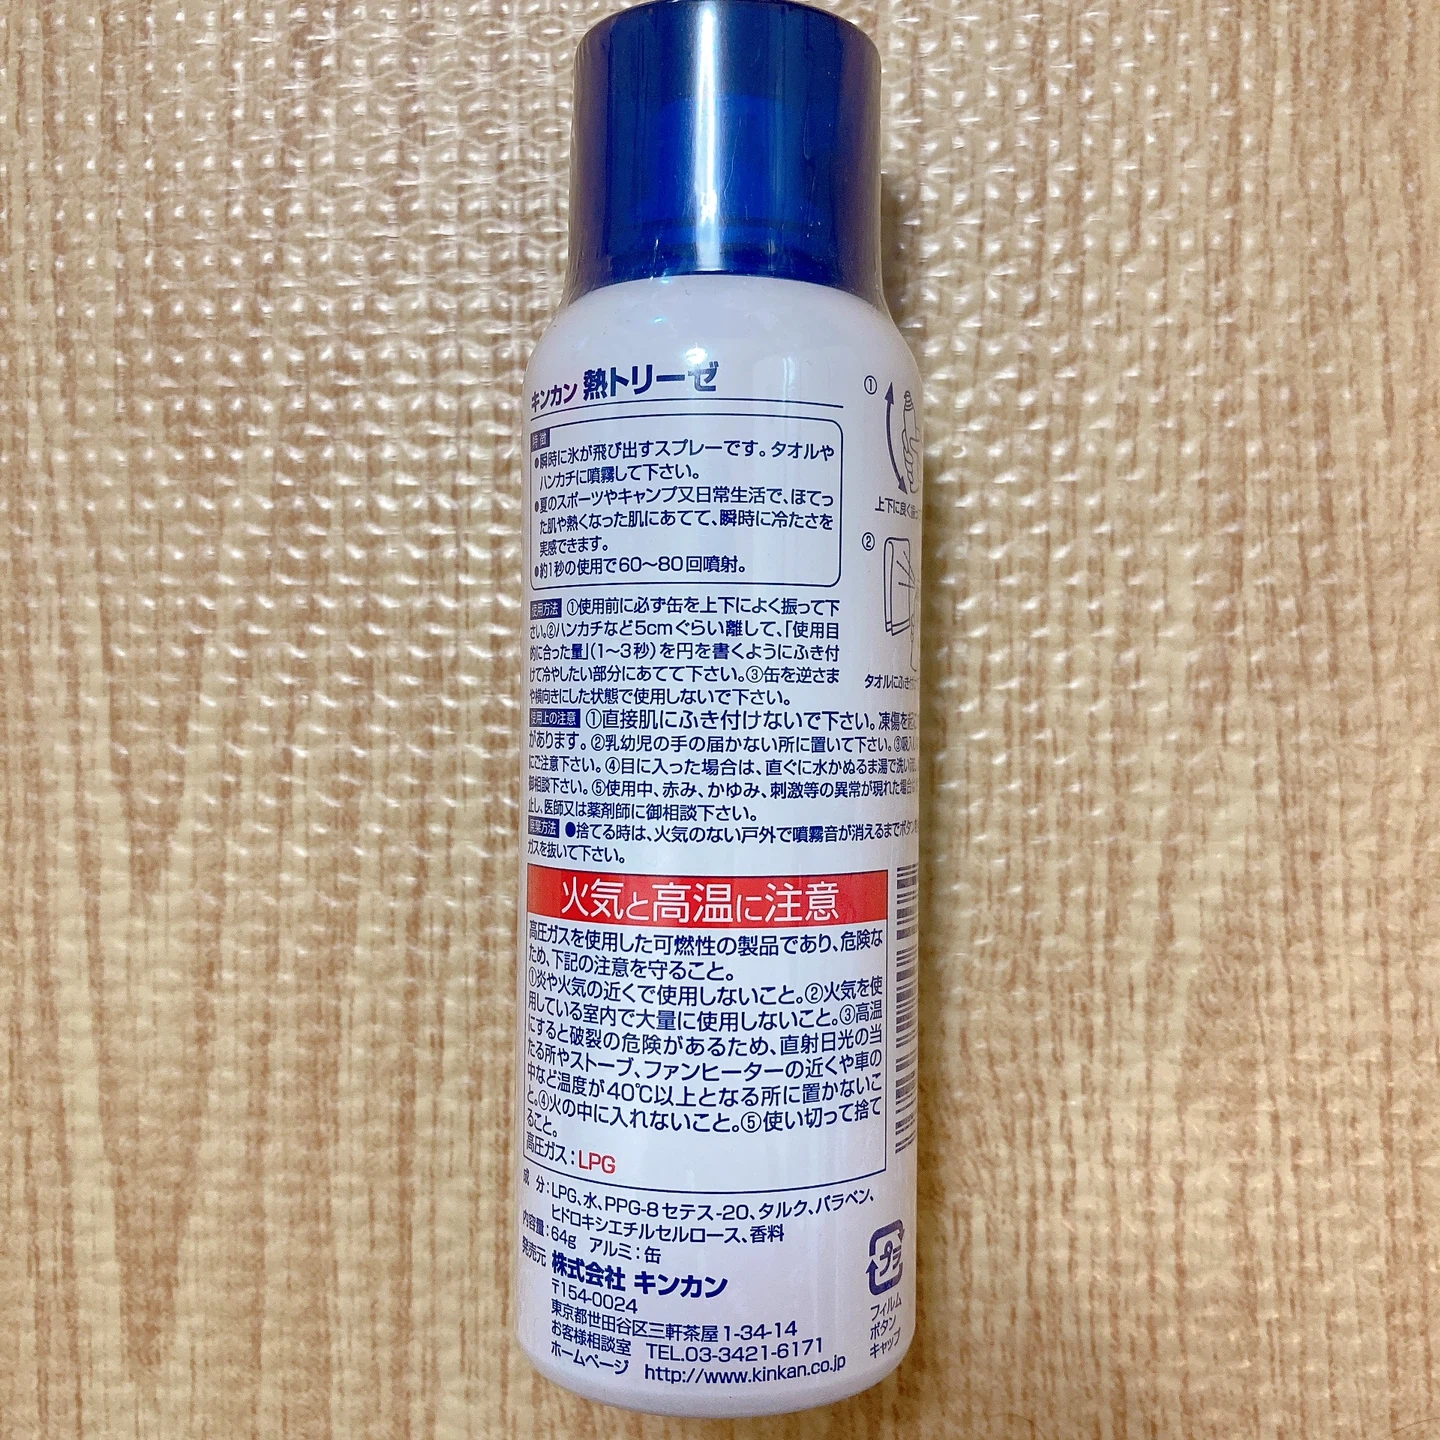 キンカン 熱トリーゼ
特徴
●瞬時に氷が飛び出すスプレーです。タオルや
ハンカチに噴霧して下さい。
●夏のスポーツやキャンプ又日常生活で、ほてっ
た肌や熱くなった肌にあてて、瞬時に冷たさを
実感できます。
●約1秒の使用で60〜80回噴射。
使用方法 ①使用前に必ず缶を上下によく振って下
さい。②ハンカチなど5cmぐらい離して、「使用目
的に合った量」(1〜3秒)を円を書くようにふき付
けて冷やしたい部分にあてて下さい。③缶を逆さま
や横向きにした状態で使用しないで下さい。
使用上の注意 ①直接肌にふき付けないで下さい。凍傷を
があります。②乳幼児の手の届かない所に置いて下さい。③吸入
にご注意下さい。④目に入った場合は、直ぐに水かぬるま湯で洗い
御相談下さい。⑤使用中、赤み、かゆみ、刺激等の異常が現れた場合
止し、医師又は薬剤師に御相談下さい。
廃棄方法 ●捨てる時は、火気のない戸外で噴霧音が消えるまでボタンを
ガスを抜いて下さい。
火気と高温に注意
高圧ガスを使用した可燃性の製品であり、危険な
ため、下記の注意を守ること。
①炎や火気の近くで使用しないこと。②火気を使
用している室内で大量に使用しないこと。③高温
にすると破裂の危険があるため、直射日光の当
たる所やストーブ、ファンヒーターの近くや車の
中など温度が40℃以上となる所に置かないこ
と。④火の中に入れないこと。⑤使い切って捨て
ること。
高圧ガス:LPG
成 分:LPG、水、PPG-8セテス-20、タルク、パラベン、
ヒドロキシエチルセルロース、香料
内容量:64g アルミ:缶
発売元 株式会社 キンカン
〒154-0024
東京都世田谷区三軒茶屋1-34-14
お客様相談室 TEL.03-3421-6171
ホームページ http://www.kinkan.co.jp
①
上下に良く
②
タオルにふき付
プラ
フィルム
ボタン
キャップ